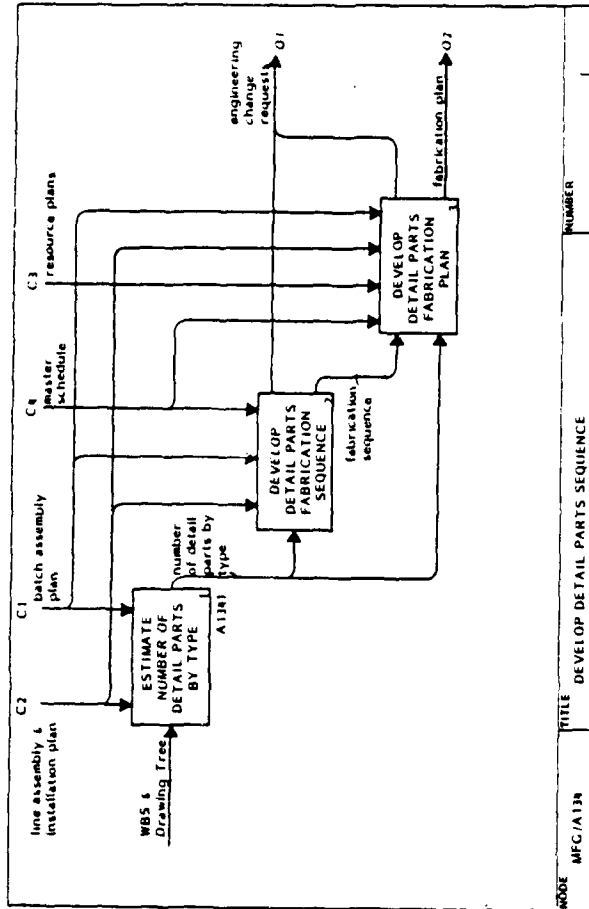 C2
line assembly &
installation plan
C1
batch assembly
plan
C4
master
schedule
C3
resource plans
WBS &
Drawing Tree
ESTIMATE
NUMBER OF
DETAIL PARTS
BY TYPE
1
A1341
number
of detail
parts by
type
DEVELOP
DETAIL PARTS
FABRICATION
SEQUENCE
2
fabrication
sequence
DEVELOP
DETAIL PARTS
FABRICATION
PLAN
3
engineering
change
request
O1
fabrication plan
O2
NODE
MFG/A134
TITLE
DEVELOP DETAIL PARTS SEQUENCE
NUMBER